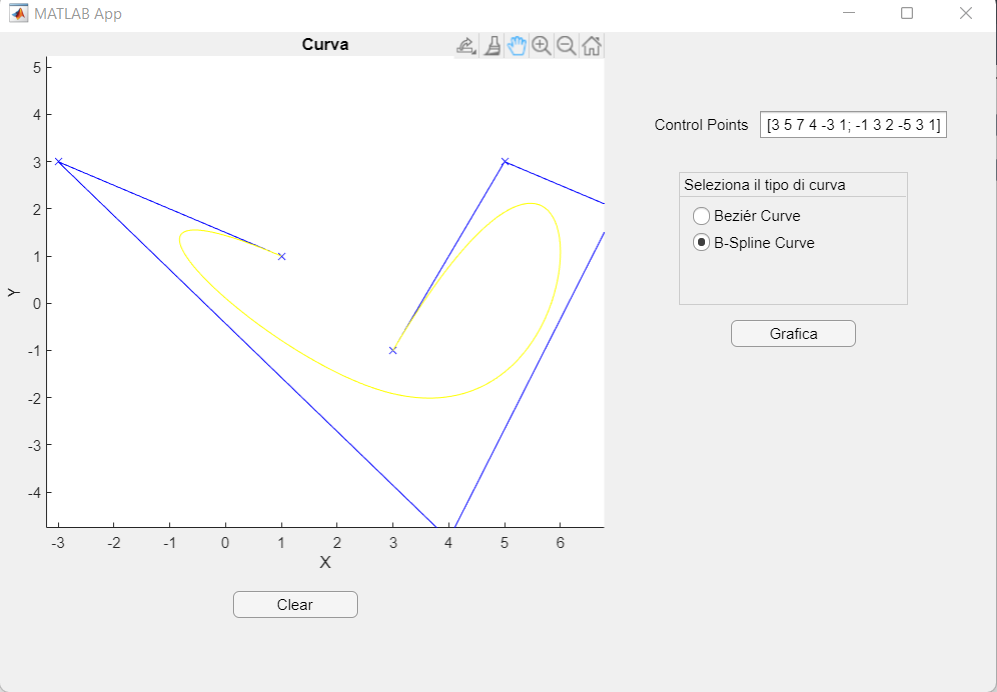 MATLAB App
Curva
5
4
3
2
1
0
-1
-2
-3
-4
Y
-3 -2 -1 0 1 2 3 4 5 6
X
Clear
Control Points [3 5 7 4 -3 1; -1 3 2 -5 3 1]
Seleziona il tipo di curva
Beziér Curve
B-Spline Curve
Grafica